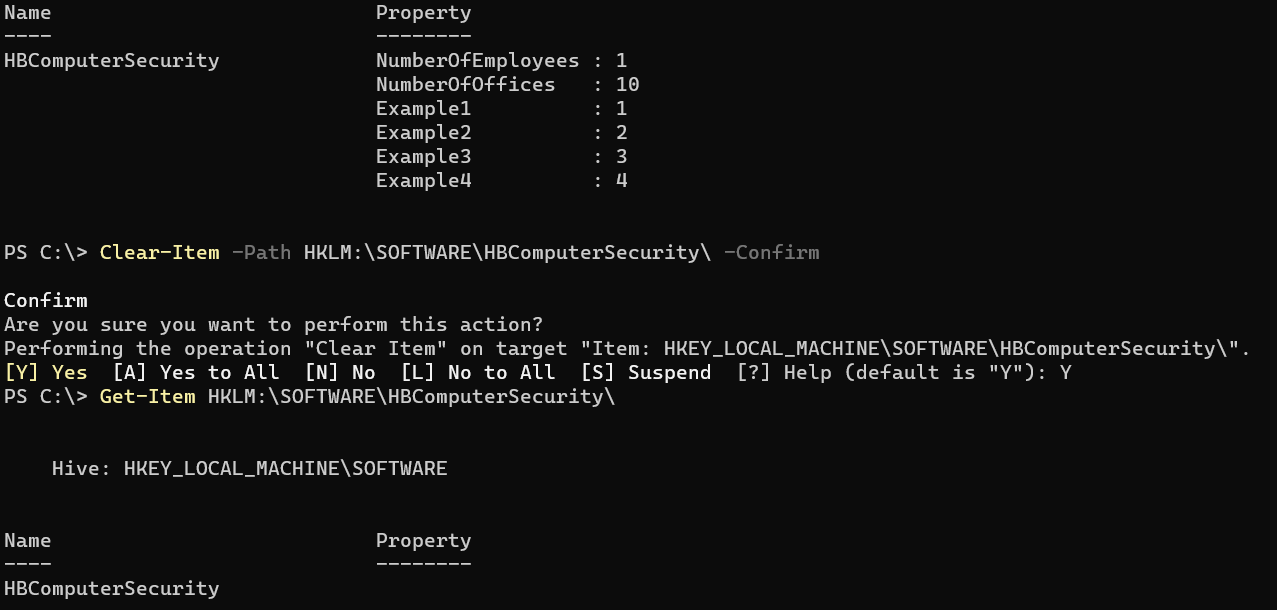 Name                           Property
----                           --------
HBComputerSecurity             NumberOfEmployees : 1
                               NumberOfOffices   : 10
                               Example1          : 1
                               Example2          : 2
                               Example3          : 3
                               Example4          : 4
PS C:\> Clear-Item -Path HKLM:\SOFTWARE\HBComputerSecurity\ -Confirm
Confirm
Are you sure you want to perform this action?
Performing the operation "Clear Item" on target "Item: HKEY_LOCAL_MACHINE\SOFTWARE\HBComputerSecurity\".
[Y] Yes  [A] Yes to All  [N] No  [L] No to All  [S] Suspend  [?] Help (default is "Y"): Y
PS C:\> Get-Item HKLM:\SOFTWARE\HBComputerSecurity\
    Hive: HKEY_LOCAL_MACHINE\SOFTWARE
Name                           Property
----                           --------
HBComputerSecurity